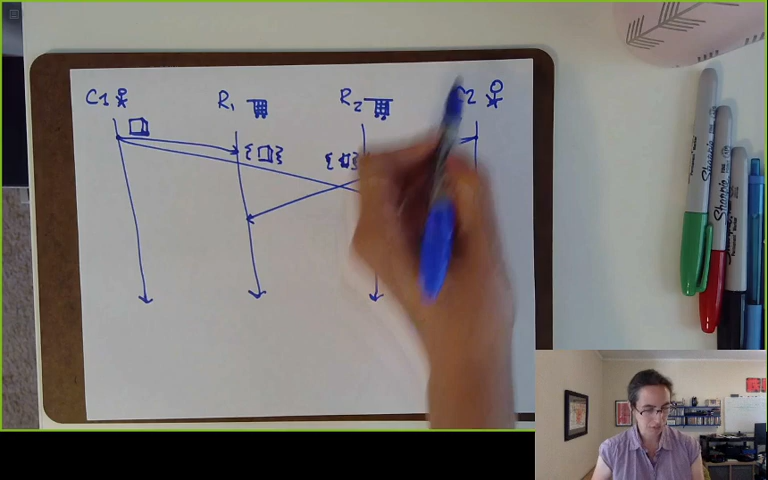 C1 R₁ R₂ C2
{ } { }
Sharpie
Sharpie